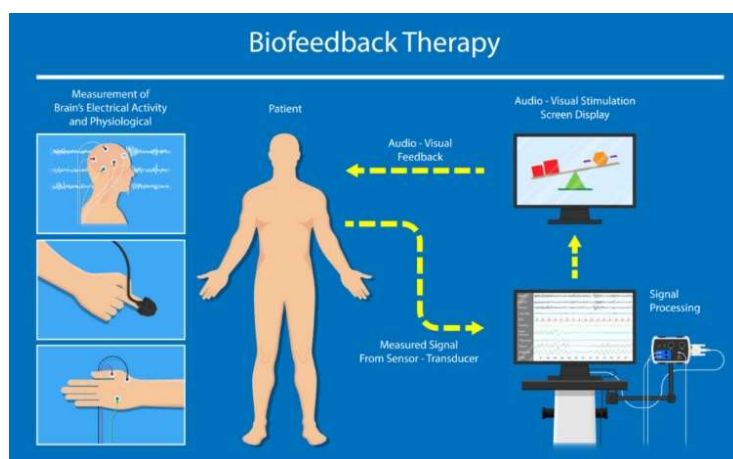 Biofeedback Therapy
Measurement of
Brain's Electrical Activity
and Physiological
Patient
Audio - Visual
Feedback
Audio - Visual Stimulation
Screen Display
Signal
Processing
Measured Signal
From Sensor - Transducer